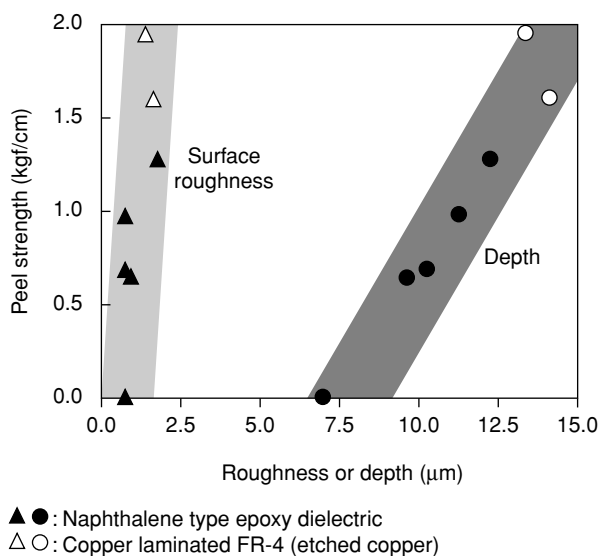 2.0
1.5
1.0
0.5
0.0
Peel strength (kgf/cm)
Surface
roughness
Depth
0.0 2.5 5.0 7.5 10.0 12.5 15.0
Roughness or depth (μm)
▲ ●: Naphthalene type epoxy dielectric
△ ○: Copper laminated FR-4 (etched copper)